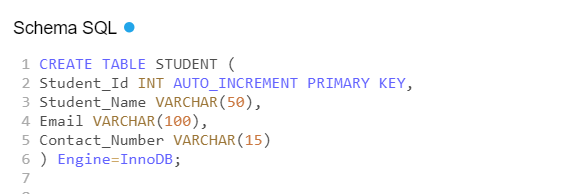 Schema SQL
1 CREATE TABLE STUDENT (
2 Student_Id INT AUTO_INCREMENT PRIMARY KEY,
3 Student_Name VARCHAR(50),
4 Email VARCHAR(100),
5 Contact_Number VARCHAR(15)
6 ) Engine=InnoDB;
7